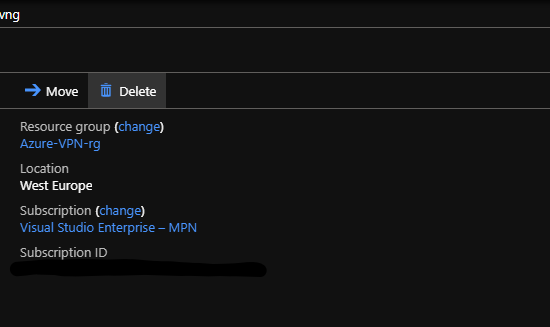 vng
Move Delete
Resource group (change)
Azure-VPN-rg
Location
West Europe
Subscription (change)
Visual Studio Enterprise – MPN
Subscription ID